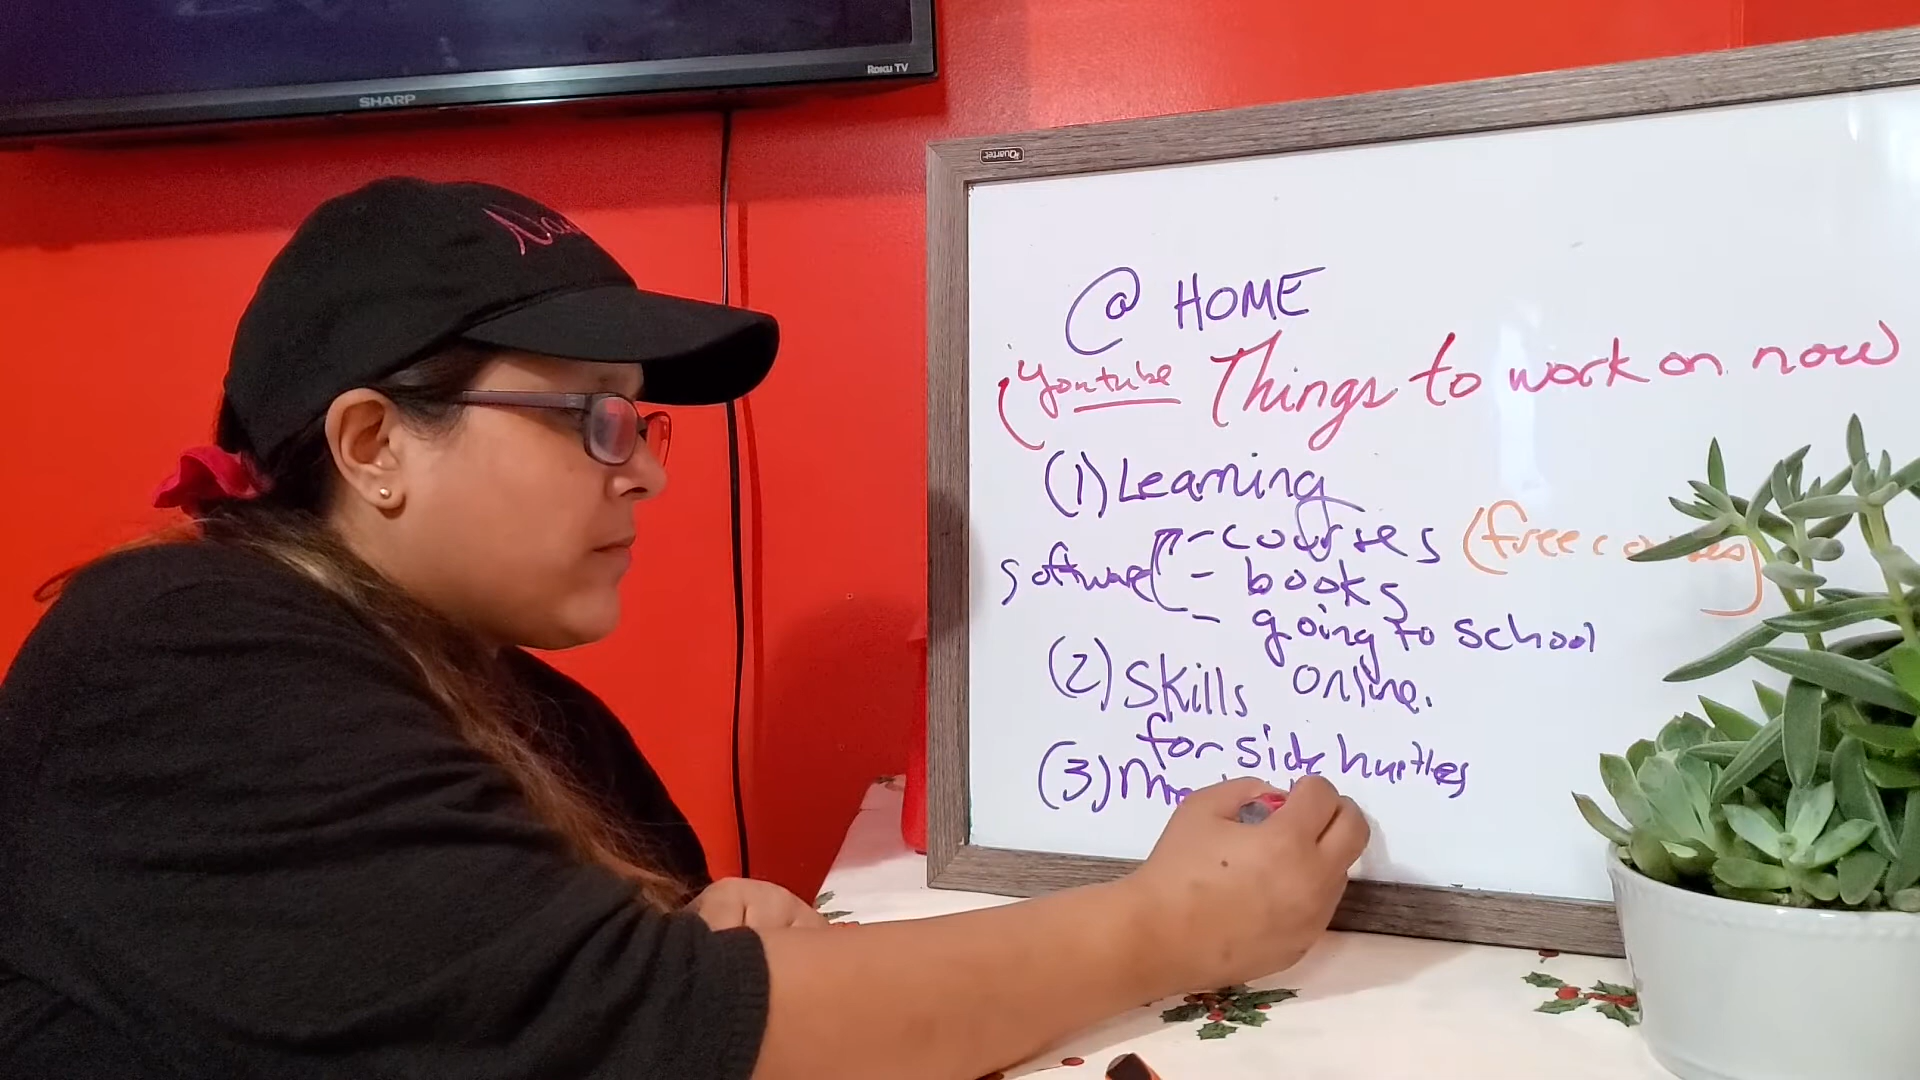 Roku TV
SHARP
Quartet
@ HOME
Youtube Things to work on now
(1) Learning
- courses (free
software - books
- going to school
online.
(2) Skills
for side hustles
(3)